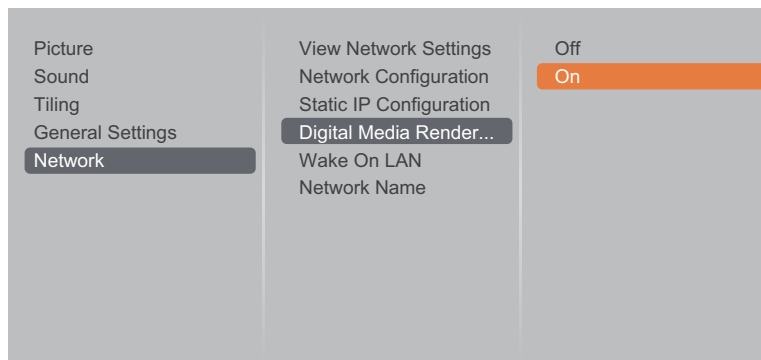 Picture
Sound
Tiling
General Settings
Network
View Network Settings
Network Configuration
Static IP Configuration
Digital Media Render...
Wake On LAN
Network Name
Off
On